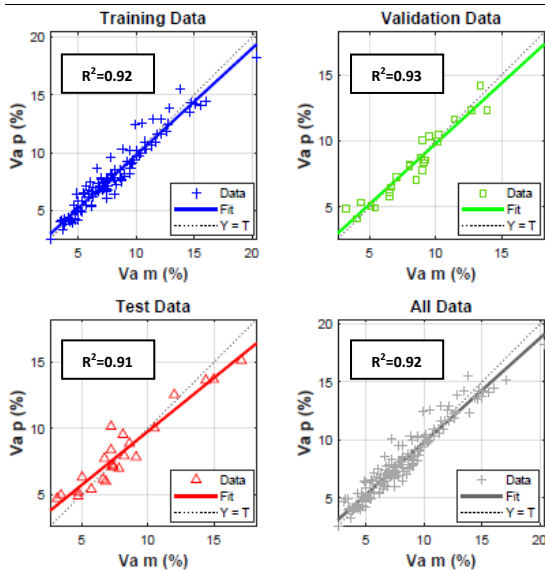 Training Data
R²=0.92
20
15
10
5
Va p (%)
5
10
15
20
Va m (%)
Data
Fit
Y = T
Validation Data
R²=0.93
15
10
5
Va p (%)
5
10
15
Va m (%)
Data
Fit
Y = T
Test Data
R²=0.91
15
10
5
Va p (%)
5
10
15
Va m (%)
Data
Fit
Y = T
All Data
R²=0.92
20
15
10
5
Va p (%)
5
10
15
20
Va m (%)
Data
Fit
Y = T